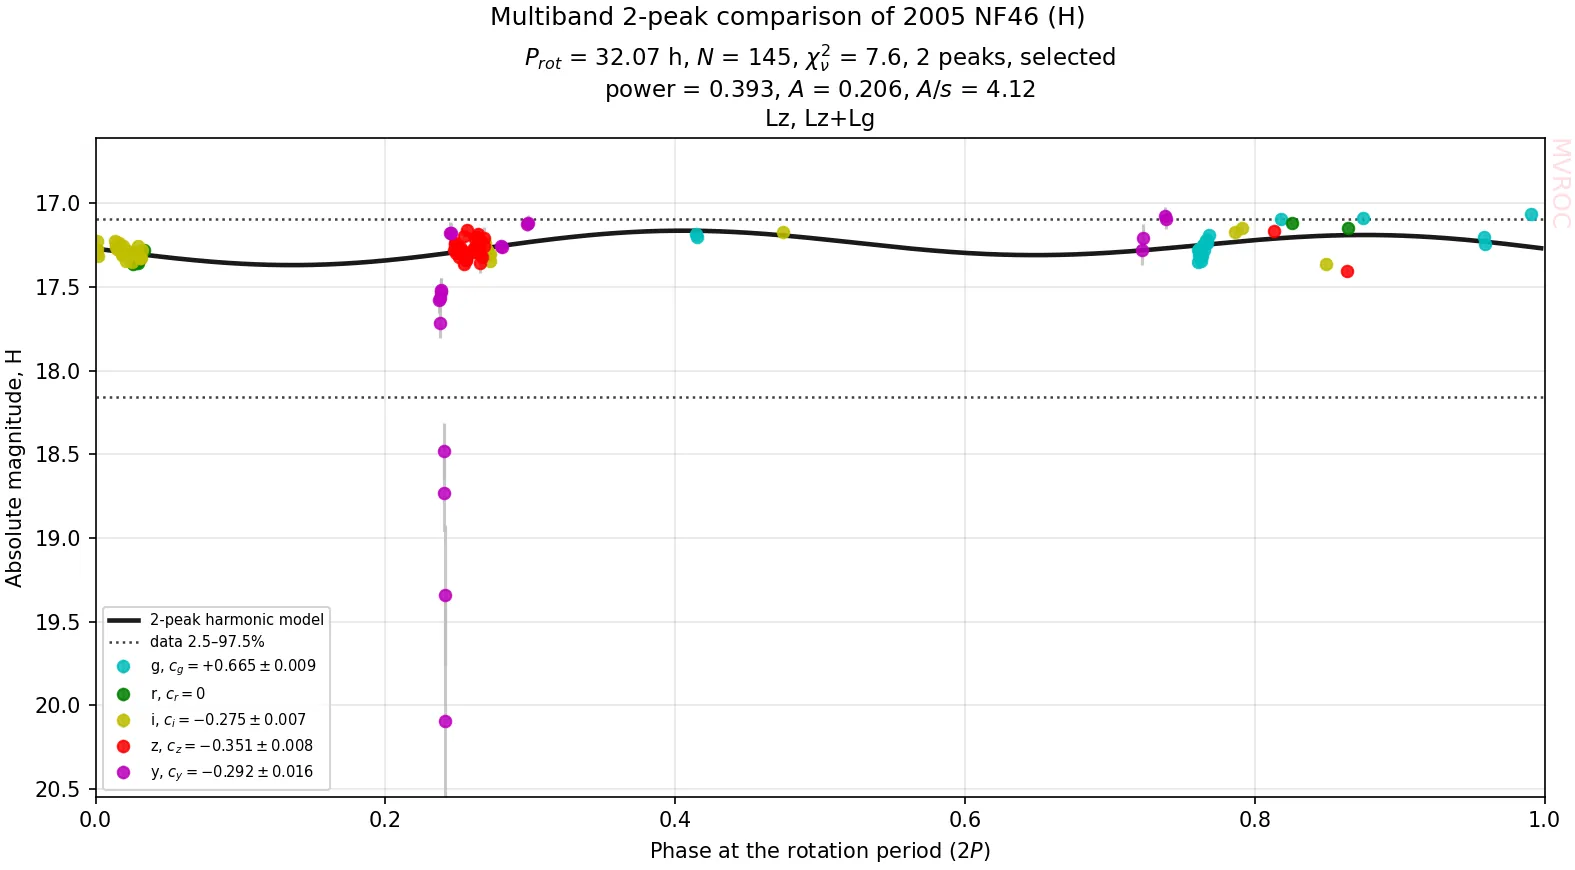 Multiband 2-peak comparison of 2005 NF46 (H)
P_rot = 32.07 h, N = 145, χ²_ν = 7.6, 2 peaks, selected
power = 0.393, A = 0.206, A/s = 4.12
Lz, Lz+Lg
MVROC
Absolute magnitude, H
17.0
17.5
18.0
18.5
19.0
19.5
20.0
20.5
2-peak harmonic model
data 2.5–97.5%
g, c_g = +0.665 ± 0.009
r, c_r = 0
i, c_i = −0.275 ± 0.007
z, c_z = −0.351 ± 0.008
y, c_y = −0.292 ± 0.016
0.0 0.2 0.4 0.6 0.8 1.0
Phase at the rotation period (2P)